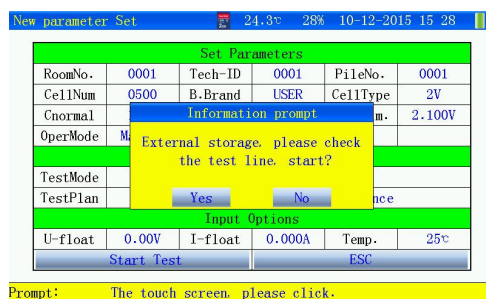 New parameter Set 24.3℃ 28% 10-12-2015 15 28
Set Parameters
RoomNo. 0001 Tech-ID 0001 PileNo. 0001
CellNum 0500 B.Brand USER CellType 2V
Cnormal m. 2.100V
Information prompt
OperMode
External storage, please check
the test line, start?
TestMode
TestPlan Yes No nce
Input Options
U-float 0.00V I-float 0.000A Temp. 25℃
Start Test ESC
Prompt: The touch screen, please click.